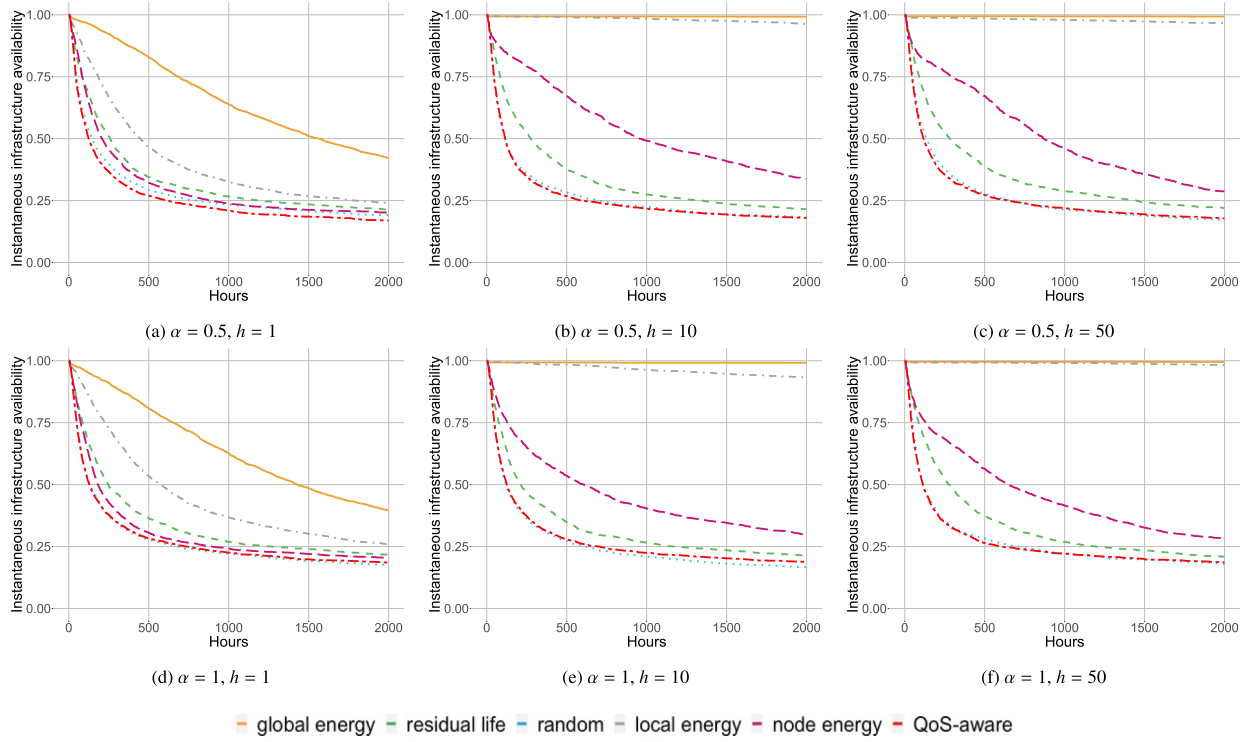 Instantaneous infrastructure availability
1.00
0.75
0.50
0.25
0.00
0 500 1000 1500 2000
Hours
(a) α = 0.5, h = 1
Instantaneous infrastructure availability
1.00
0.75
0.50
0.25
0.00
0 500 1000 1500 2000
Hours
(b) α = 0.5, h = 10
Instantaneous infrastructure availability
1.00
0.75
0.50
0.25
0.00
0 500 1000 1500 2000
Hours
(c) α = 0.5, h = 50
Instantaneous infrastructure availability
1.00
0.75
0.50
0.25
0.00
0 500 1000 1500 2000
Hours
(d) α = 1, h = 1
Instantaneous infrastructure availability
1.00
0.75
0.50
0.25
0.00
0 500 1000 1500 2000
Hours
(e) α = 1, h = 10
Instantaneous infrastructure availability
1.00
0.75
0.50
0.25
0.00
0 500 1000 1500 2000
Hours
(f) α = 1, h = 50
global energy residual life random local energy node energy QoS-aware